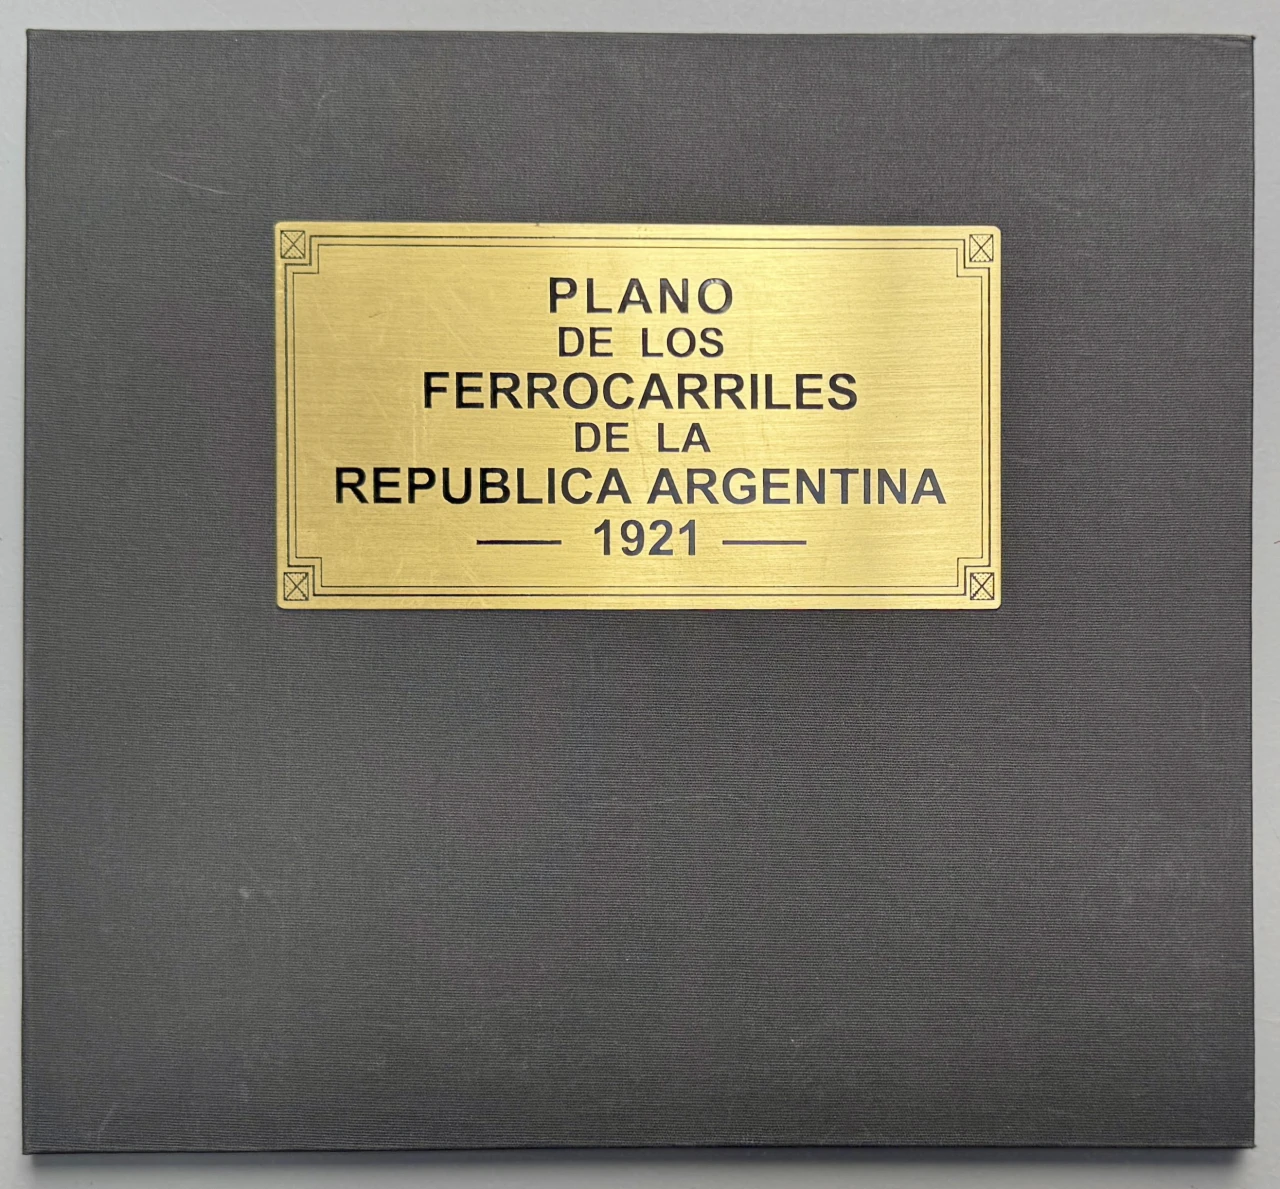 PLANO
DE LOS
FERROCARRILES
DE LA
REPUBLICA ARGENTINA
1921